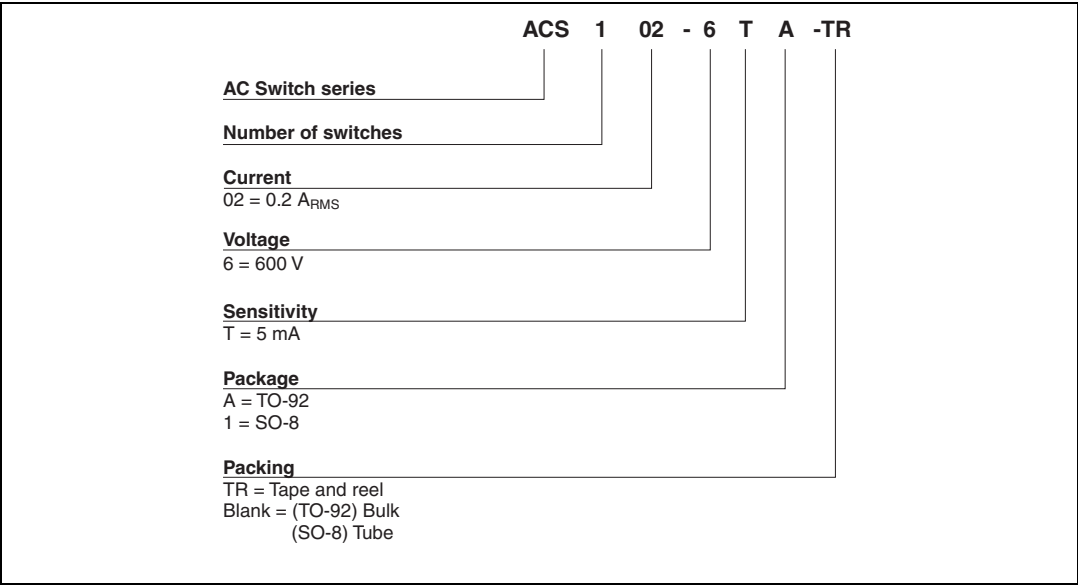 ACS 1 02 - 6 T A -TR
AC Switch series
Number of switches
Current
02 = 0.2 ARMS
Voltage
6 = 600 V
Sensitivity
T = 5 mA
Package
A = TO-92
1 = SO-8
Packing
TR = Tape and reel
Blank = (TO-92) Bulk
(SO-8) Tube